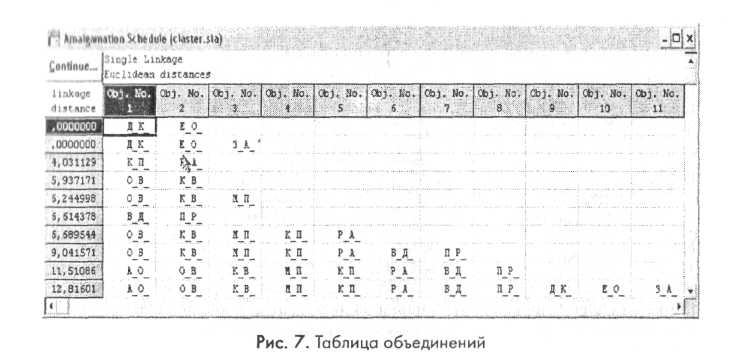 Amalgamation Schedule (claster.sta)
Continue... Single Linkage
Euclidean distances
linkage distance Obj. No. 1 Obj. No. 2 Obj. No. 3 Obj. No. 4 Obj. No. 5 Obj. No. 6 Obj. No. 7 Obj. No. 8 Obj. No. 9 Obj. No. 10 Obj. No. 11
,0000000 Д_К_ Е_О_
,0000000 Д_К_ Е_О_ З_А_
4,031129 К_П_ Р_А_
5,937171 О_В_ К_В_
6,244998 О_В_ К_В_ М_П_
6,614378 В_Д_ П_Р_
6,689544 О_В_ К_В_ М_П_ К_П_ Р_А_
9,041571 О_В_ К_В_ М_П_ К_П_ Р_А_ В_Д_ П_Р_
11,51086 А_О_ О_В_ К_В_ М_П_ К_П_ Р_А_ В_Д_ П_Р_
12,81601 А_О_ О_В_ К_В_ М_П_ К_П_ Р_А_ В_Д_ П_Р_ Д_К_ Е_О_ З_А_
Рис. 7. Таблица объединений